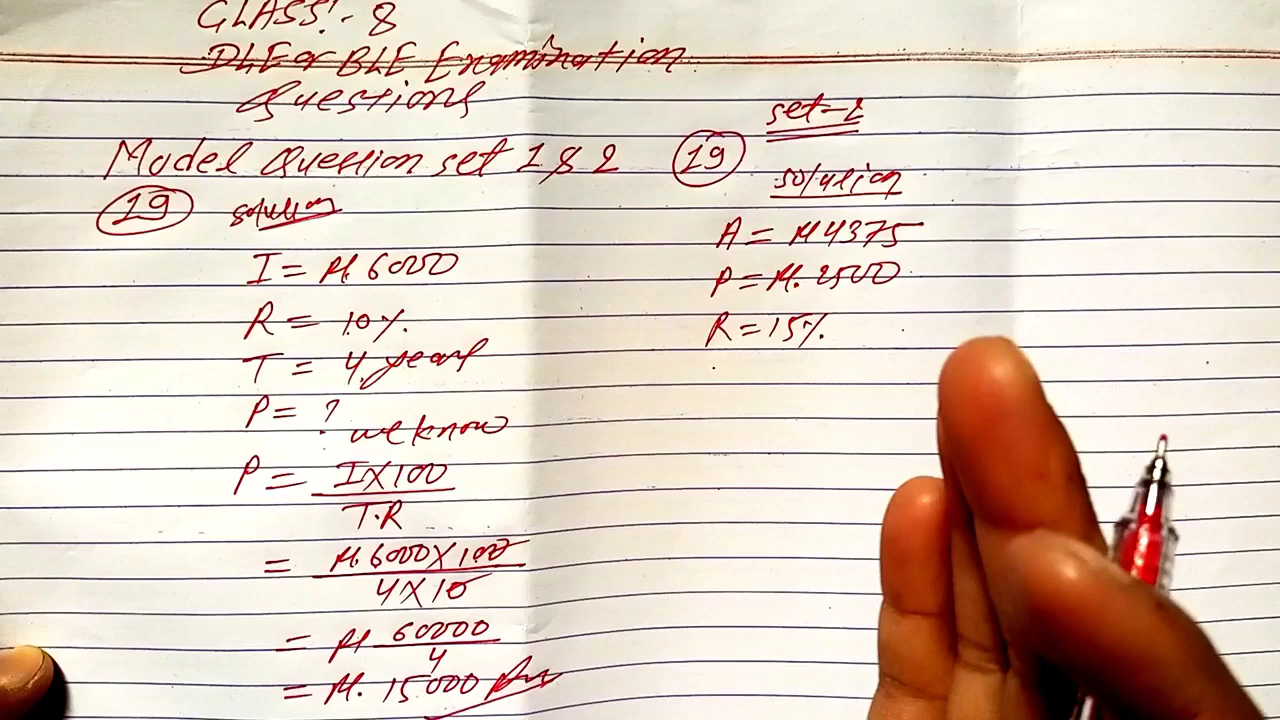 CLASS:- 8
DLE or BLE Examination
Questions
Model Question set 1 & 2
19 solution
I = Rs. 6000
R = 10%
T = 4 years
P = ?
we know
P = I×100
T.R
= Rs. 6000×100
4×10
= Rs 60000
4
= Rs. 15000 Ans
set-2
19
solution
A = Rs 4375
P = Rs. 2500
R = 15%